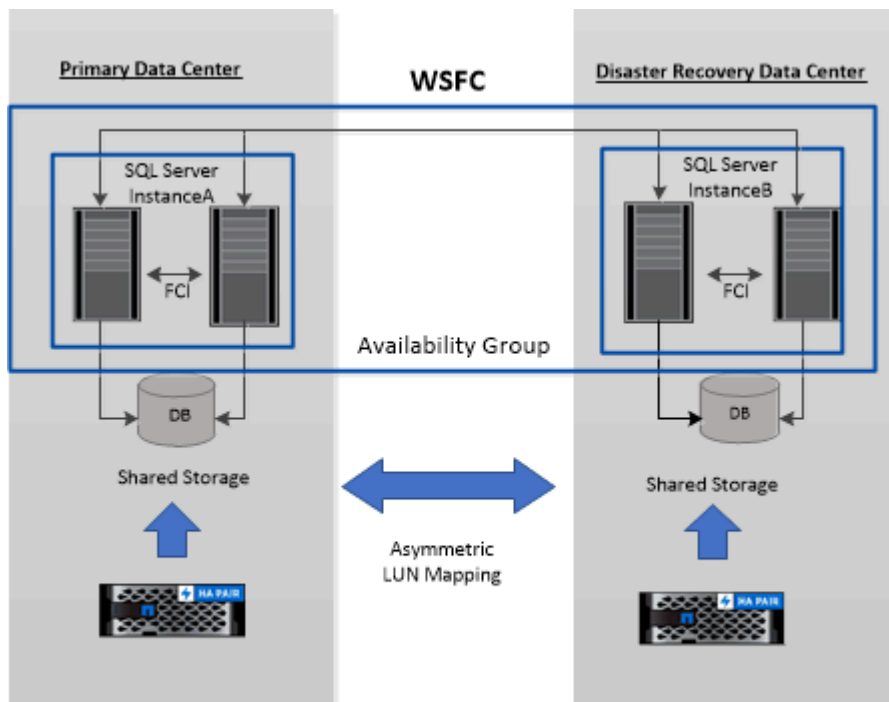 Primary Data Center
WSFC
Disaster Recovery Data Center
SQL Server
InstanceA
FCI
SQL Server
InstanceB
FCI
Availability Group
DB
Shared Storage
DB
Shared Storage
Asymmetric
LUN Mapping
HA PAIR
HA PAIR